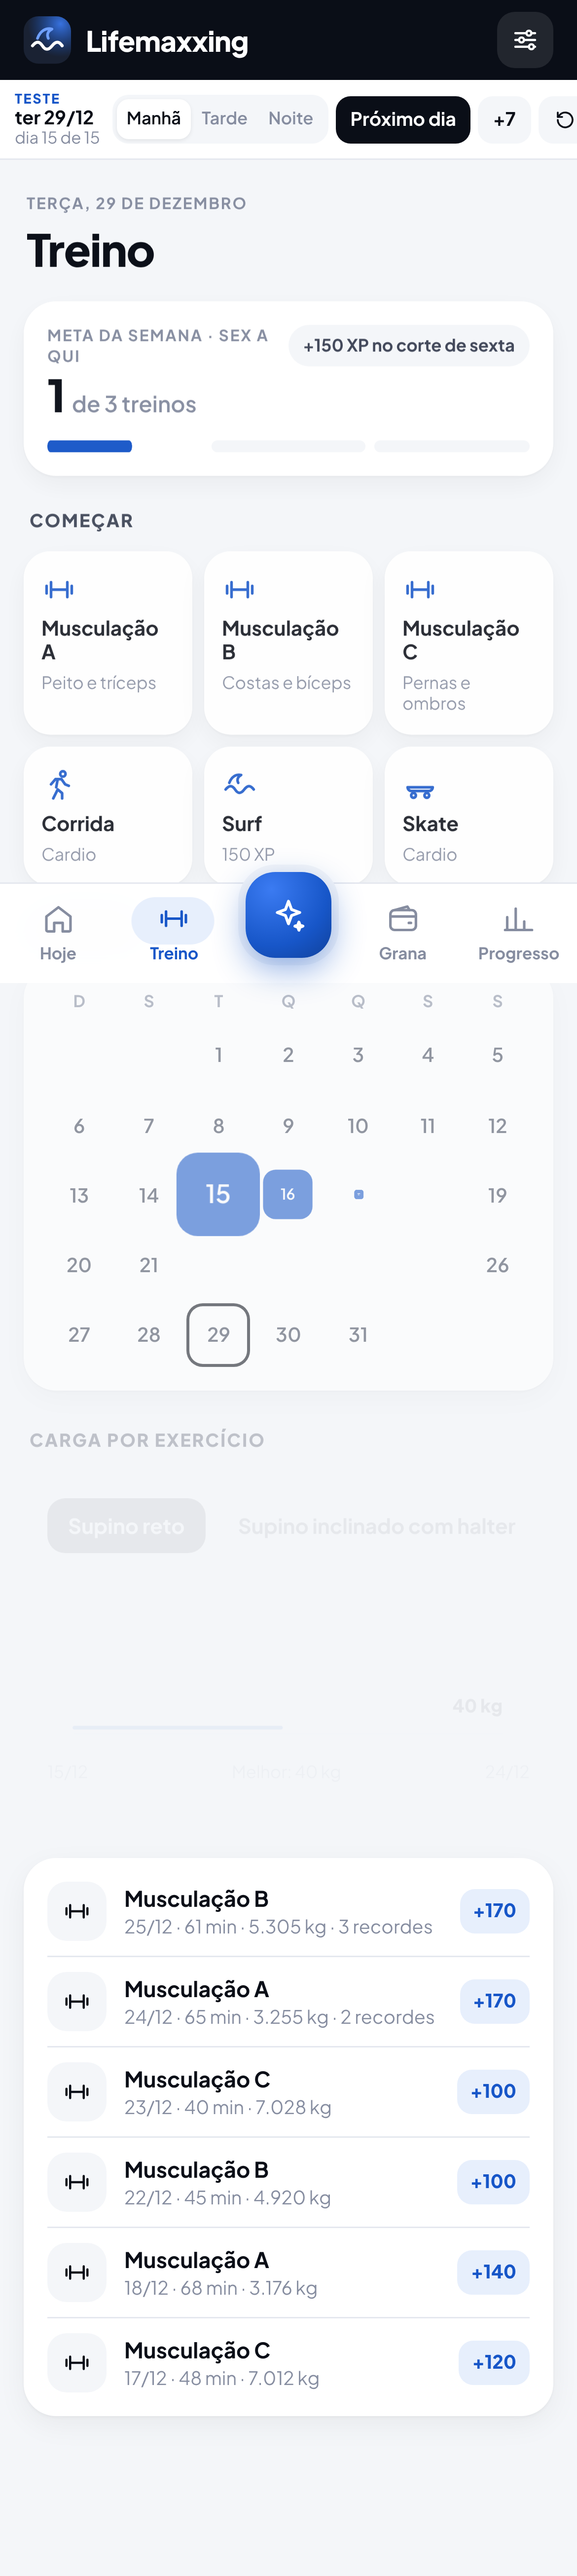 Lifemaxxing
TESTE
ter 29/12
dia 15 de 15
Manhã Tarde Noite
Próximo dia
+7
TERÇA, 29 DE DEZEMBRO
Treino
META DA SEMANA · SEX A
QUI
+150 XP no corte de sexta
1 de 3 treinos
COMEÇAR
Musculação
A
Peito e tríceps
Musculação
B
Costas e bíceps
Musculação
C
Pernas e
ombros
Corrida
Cardio
Surf
150 XP
Skate
Cardio
Hoje
Treino
Grana
Progresso
D S T Q Q S S
1 2 3 4 5
6 7 8 9 10 11 12
13 14 15 16 19
20 21 26
27 28 29 30 31
CARGA POR EXERCÍCIO
Supino reto
Supino inclinado com halter
40 kg
15/12 Melhor: 40 kg 24/12
Musculação B
25/12 · 61 min · 5.305 kg · 3 recordes
+170
Musculação A
24/12 · 65 min · 3.255 kg · 2 recordes
+170
Musculação C
23/12 · 40 min · 7.028 kg
+100
Musculação B
22/12 · 45 min · 4.920 kg
+100
Musculação A
18/12 · 68 min · 3.176 kg
+140
Musculação C
17/12 · 48 min · 7.012 kg
+120